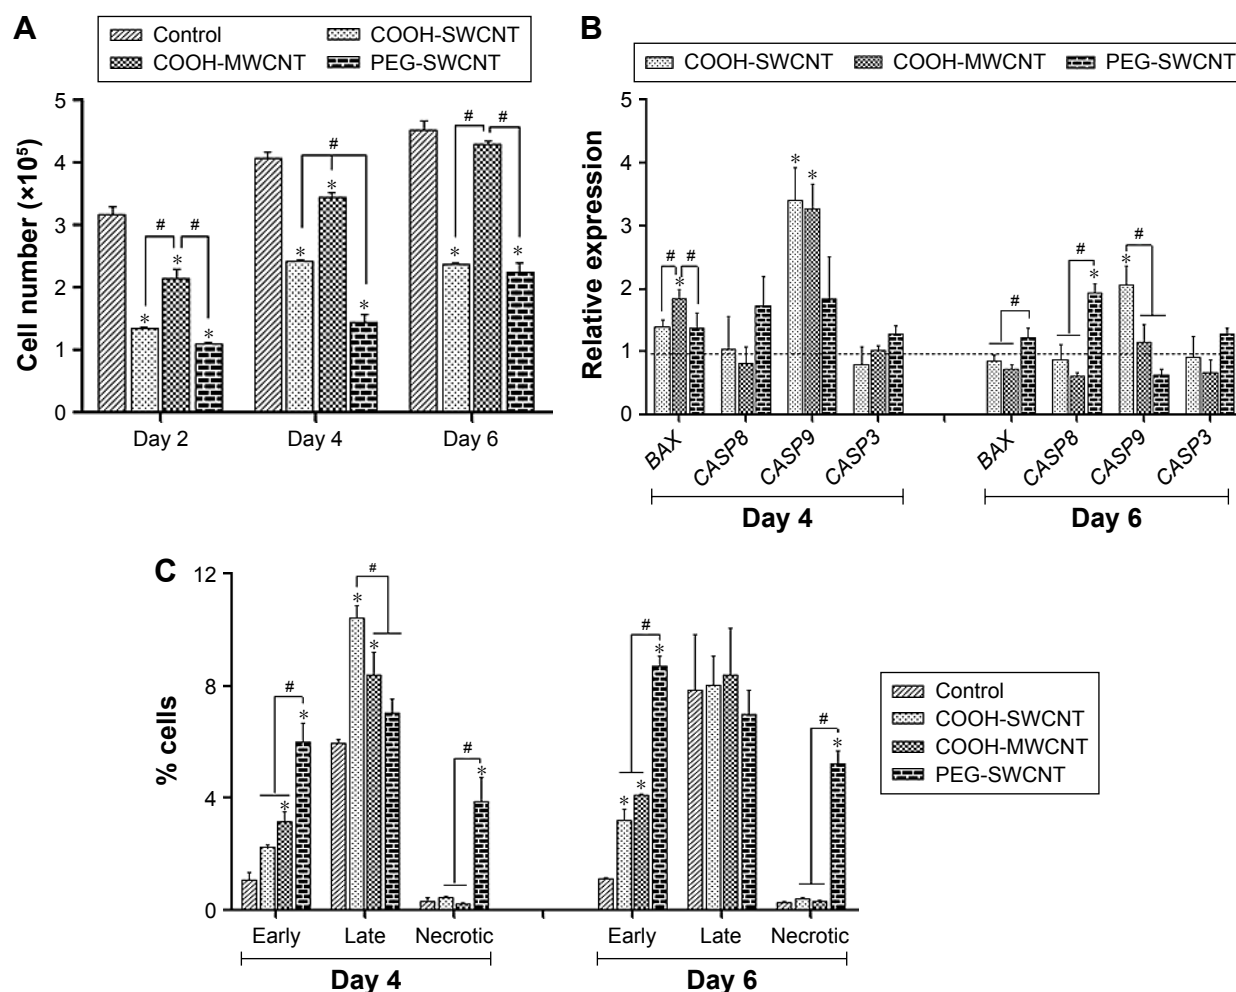 A
Control
COOH-SWCNT
COOH-MWCNT
PEG-SWCNT
Cell number (×10⁵)
5
4
3
2
1
0
# # # # #
* * * * * * * *
Day 2 Day 4 Day 6
B
COOH-SWCNT COOH-MWCNT PEG-SWCNT
Relative expression
5
4
3
2
1
0
# # # # #
* * * * *
BAX CASP8 CASP9 CASP3 BAX CASP8 CASP9 CASP3
Day 4 Day 6
C
% cells
12
8
4
0
# # # # #
* * * * * * * * *
Early Late Necrotic Early Late Necrotic
Day 4 Day 6
Control
COOH-SWCNT
COOH-MWCNT
PEG-SWCNT